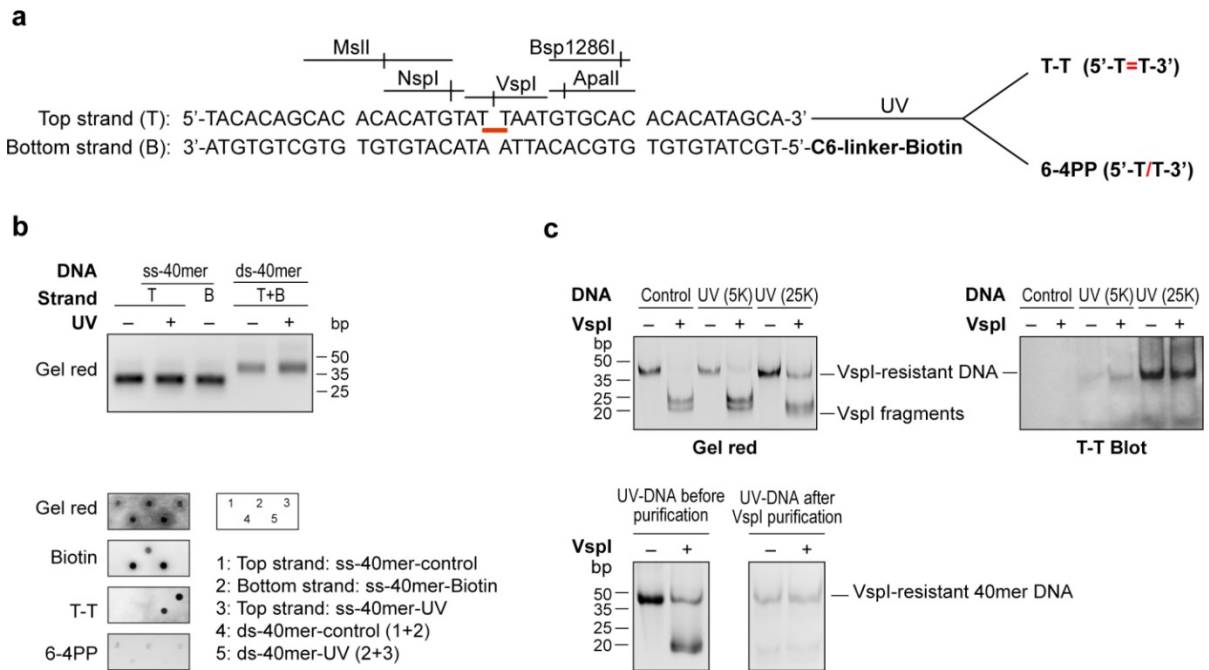 a
MslI Bsp1286I
NspI VspI ApalI
T-T (5'-T=T-3')
Top strand (T): 5'-TACACAGCAC ACACATGTAT TAATGTGCAC ACACATAGCA-3' UV
Bottom strand (B): 3'-ATGTGTCGTG TGTGTACATA ATTACACGTG TGTGTATCGT-5'-C6-linker-Biotin
6-4PP (5'-T/T-3')
b
DNA ss-40mer ds-40mer
Strand T B T+B
UV – + – – + bp
Gel red
50
35
25
Gel red
1 2 3
4 5
Biotin
T-T
6-4PP
1: Top strand: ss-40mer-control
2: Bottom strand: ss-40mer-Biotin
3: Top strand: ss-40mer-UV
4: ds-40mer-control (1+2)
5: ds-40mer-UV (2+3)
c
DNA Control UV (5K) UV (25K)
VspI – + – + – +
bp
50
35
25
20
VspI-resistant DNA
VspI fragments
Gel red
DNA Control UV (5K) UV (25K)
VspI – + – + – +
T-T Blot
UV-DNA before purification
UV-DNA after VspI purification
VspI – + – +
bp
50
35
25
20
VspI-resistant 40mer DNA